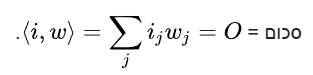 .⟨i, w⟩ = ∑_j i_j w_j = O = סכום